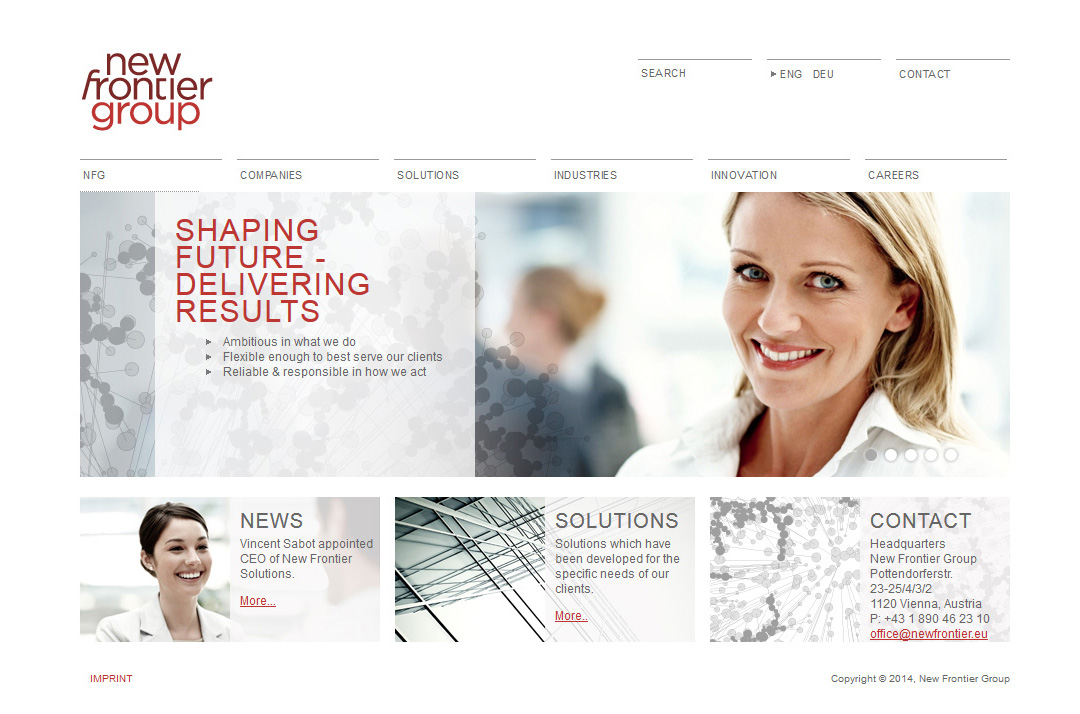 new
frontier
group
SEARCH
ENG DEU
CONTACT
NFG
COMPANIES
SOLUTIONS
INDUSTRIES
INNOVATION
CAREERS
SHAPING
FUTURE -
DELIVERING
RESULTS
Ambitious in what we do
Flexible enough to best serve our clients
Reliable & responsible in how we act
NEWS
Vincent Sabot appointed
CEO of New Frontier
Solutions.
More...
SOLUTIONS
Solutions which have
been developed for the
specific needs of our
clients.
More..
CONTACT
Headquarters
New Frontier Group
Pottendorferstr.
23-25/4/3/2
1120 Vienna, Austria
P: +43 1 890 46 23 10
office@newfrontier.eu
IMPRINT
Copyright © 2014, New Frontier Group